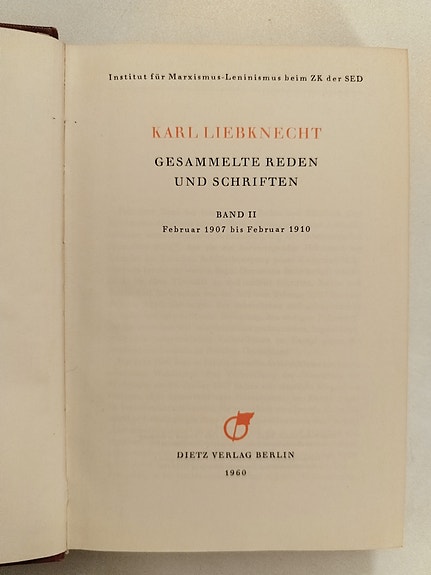 Institut für Marxismus-Leninismus beim ZK der SED
KARL LIEBKNECHT
GESAMMELTE REDEN
UND SCHRIFTEN
BAND II
Februar 1907 bis Februar 1910
DIETZ VERLAG BERLIN
1960